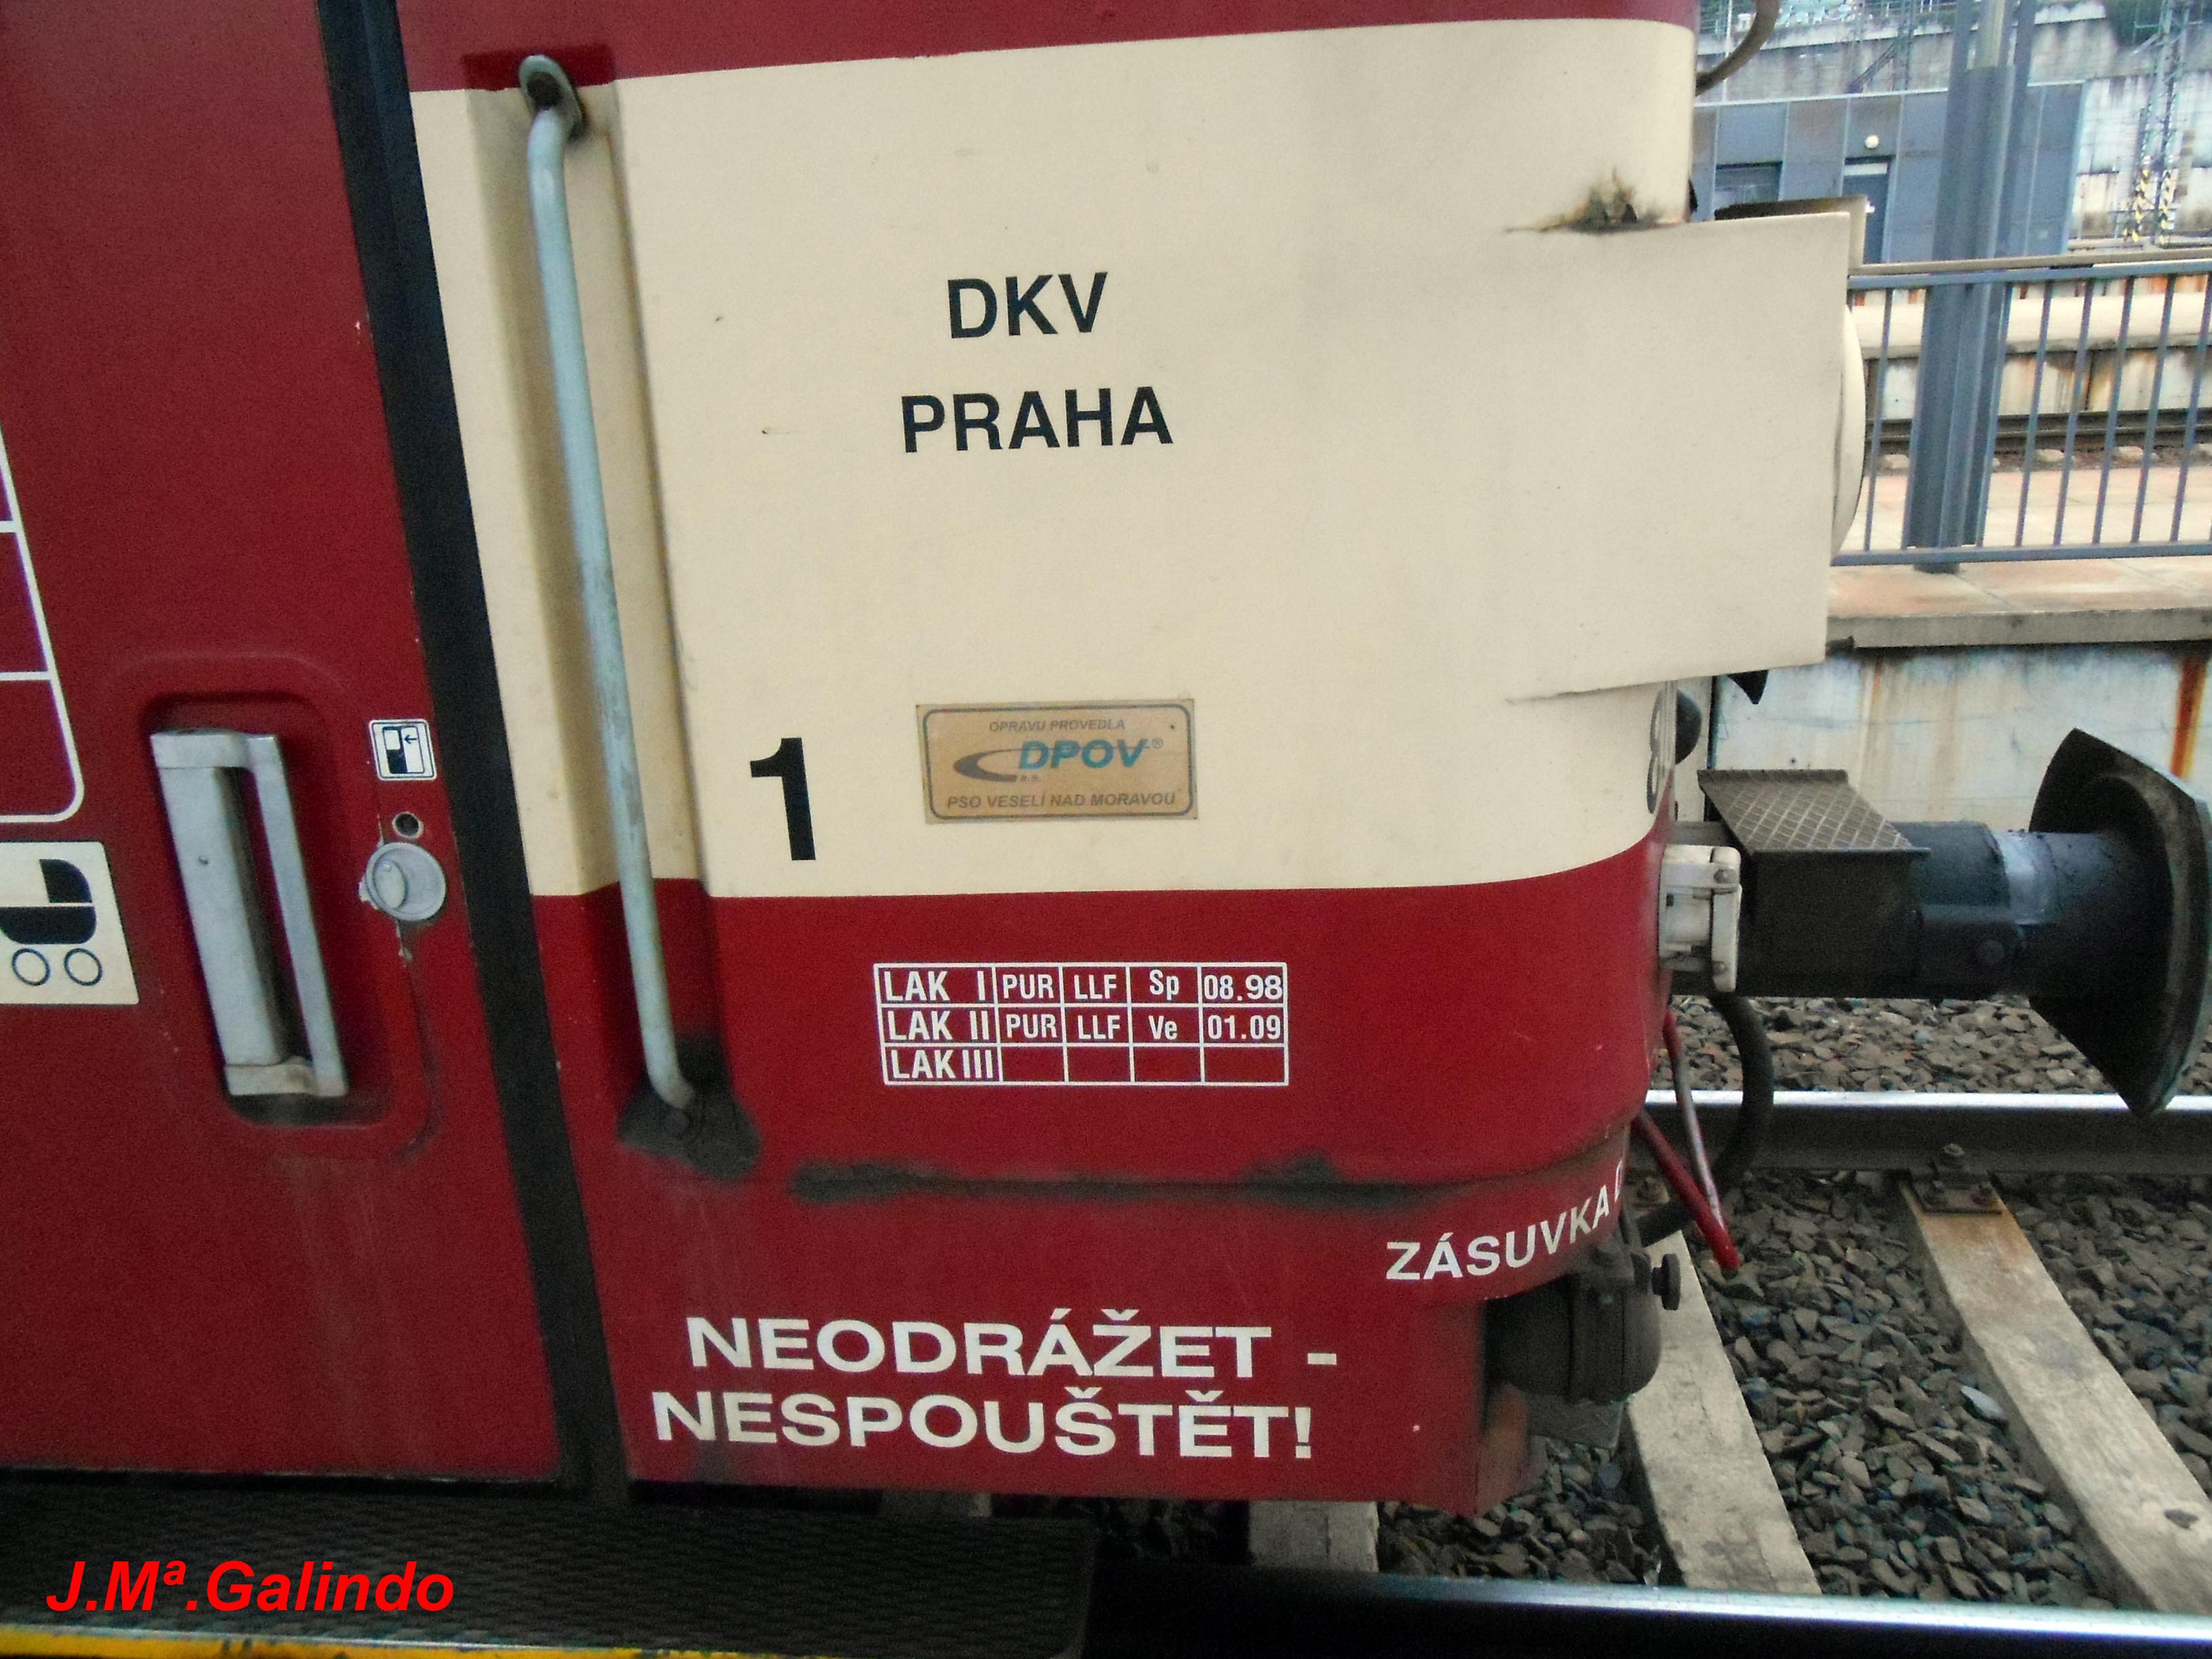 DKV
PRAHA
1
OPRAVU PROVEDLA
DPOV®
a.s.
PSO VESELÍ NAD MORAVOU
LAK I PUR LLF Sp 08.98
LAK II PUR LLF Ve 01.09
LAK III
ZÁSUVKA
NEODRÁŽET -
NESPOUŠTĚT!
J.Mª.Galindo